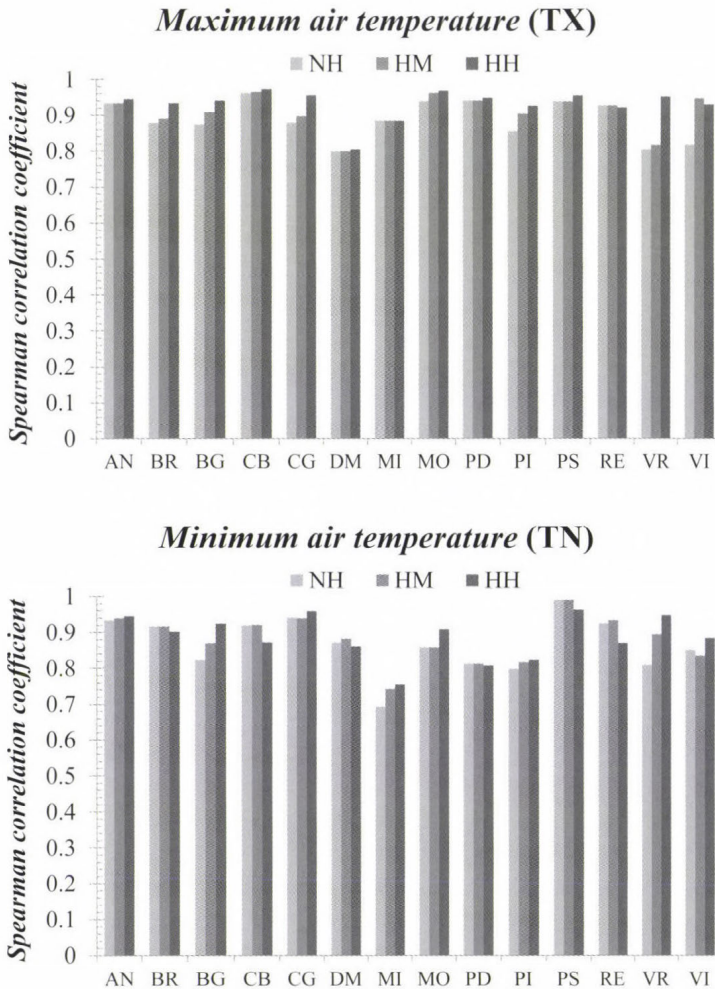 Maximum air temperature (TX)
NH HM HH
Spearman correlation coefficient
1
0.9
0.8
0.7
0.6
0.5
0.4
0.3
0.2
0.1
0
AN BR BG CB CG DM MI MO PD PI PS RE VR VI
Minimum air temperature (TN)
NH HM HH
Spearman correlation coefficient
1
0.9
0.8
0.7
0.6
0.5
0.4
0.3
0.2
0.1
0
AN BR BG CB CG DM MI MO PD PI PS RE VR VI